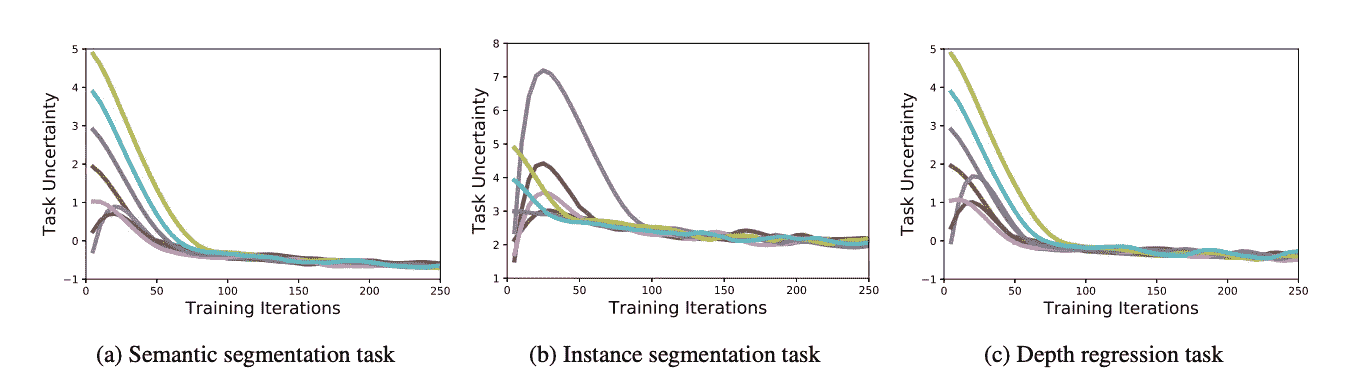 Task Uncertainty
5
4
3
2
1
0
−1
0 50 100 150 200 250
Training Iterations
(a) Semantic segmentation task
Task Uncertainty
8
7
6
5
4
3
2
1
0 50 100 150 200 250
Training Iterations
(b) Instance segmentation task
Task Uncertainty
5
4
3
2
1
0
−1
0 50 100 150 200 250
Training Iterations
(c) Depth regression task